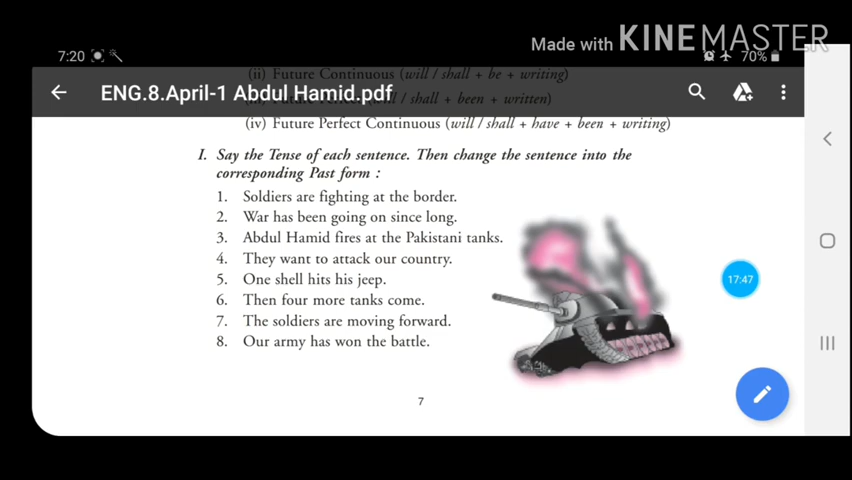 Made with KINEMASTER
7:20 70%
(ii) Future Continuous (will / shall + be + writing)
ENG.8.April-1 Abdul Hamid.pdf
(iii) Future Perfect (will / shall + been + written)
(iv) Future Perfect Continuous (will / shall + have + been + writing)
I. Say the Tense of each sentence. Then change the sentence into the
corresponding Past form :
1. Soldiers are fighting at the border.
2. War has been going on since long.
3. Abdul Hamid fires at the Pakistani tanks.
4. They want to attack our country.
5. One shell hits his jeep.
6. Then four more tanks come.
7. The soldiers are moving forward.
8. Our army has won the battle.
17:47
7